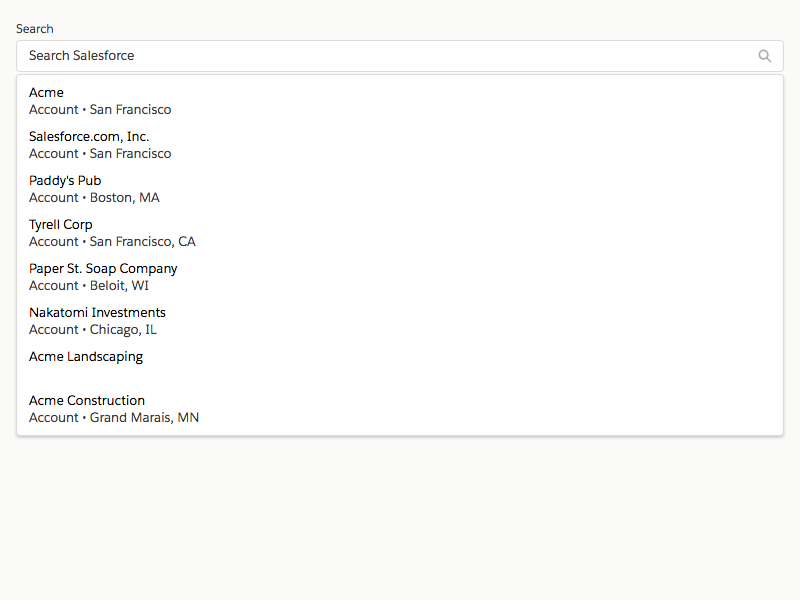 Search
Search Salesforce
Acme
Account • San Francisco
Salesforce.com, Inc.
Account • San Francisco
Paddy's Pub
Account • Boston, MA
Tyrell Corp
Account • San Francisco, CA
Paper St. Soap Company
Account • Beloit, WI
Nakatomi Investments
Account • Chicago, IL
Acme Landscaping
Acme Construction
Account • Grand Marais, MN